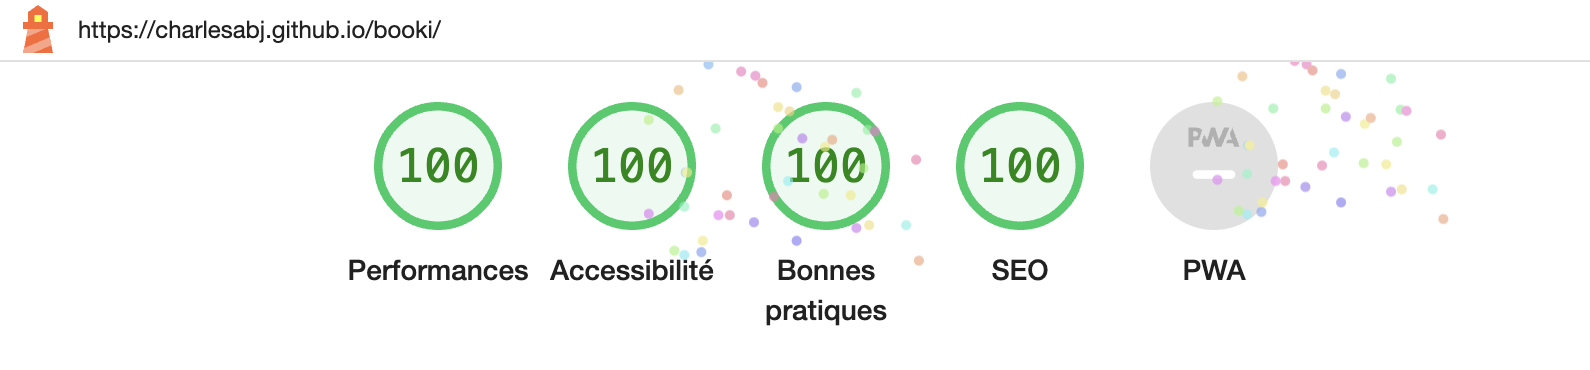 https://charlesabj.github.io/booki/
100 100 100 100 PWA
Performances Accessibilité Bonnes pratiques SEO PWA